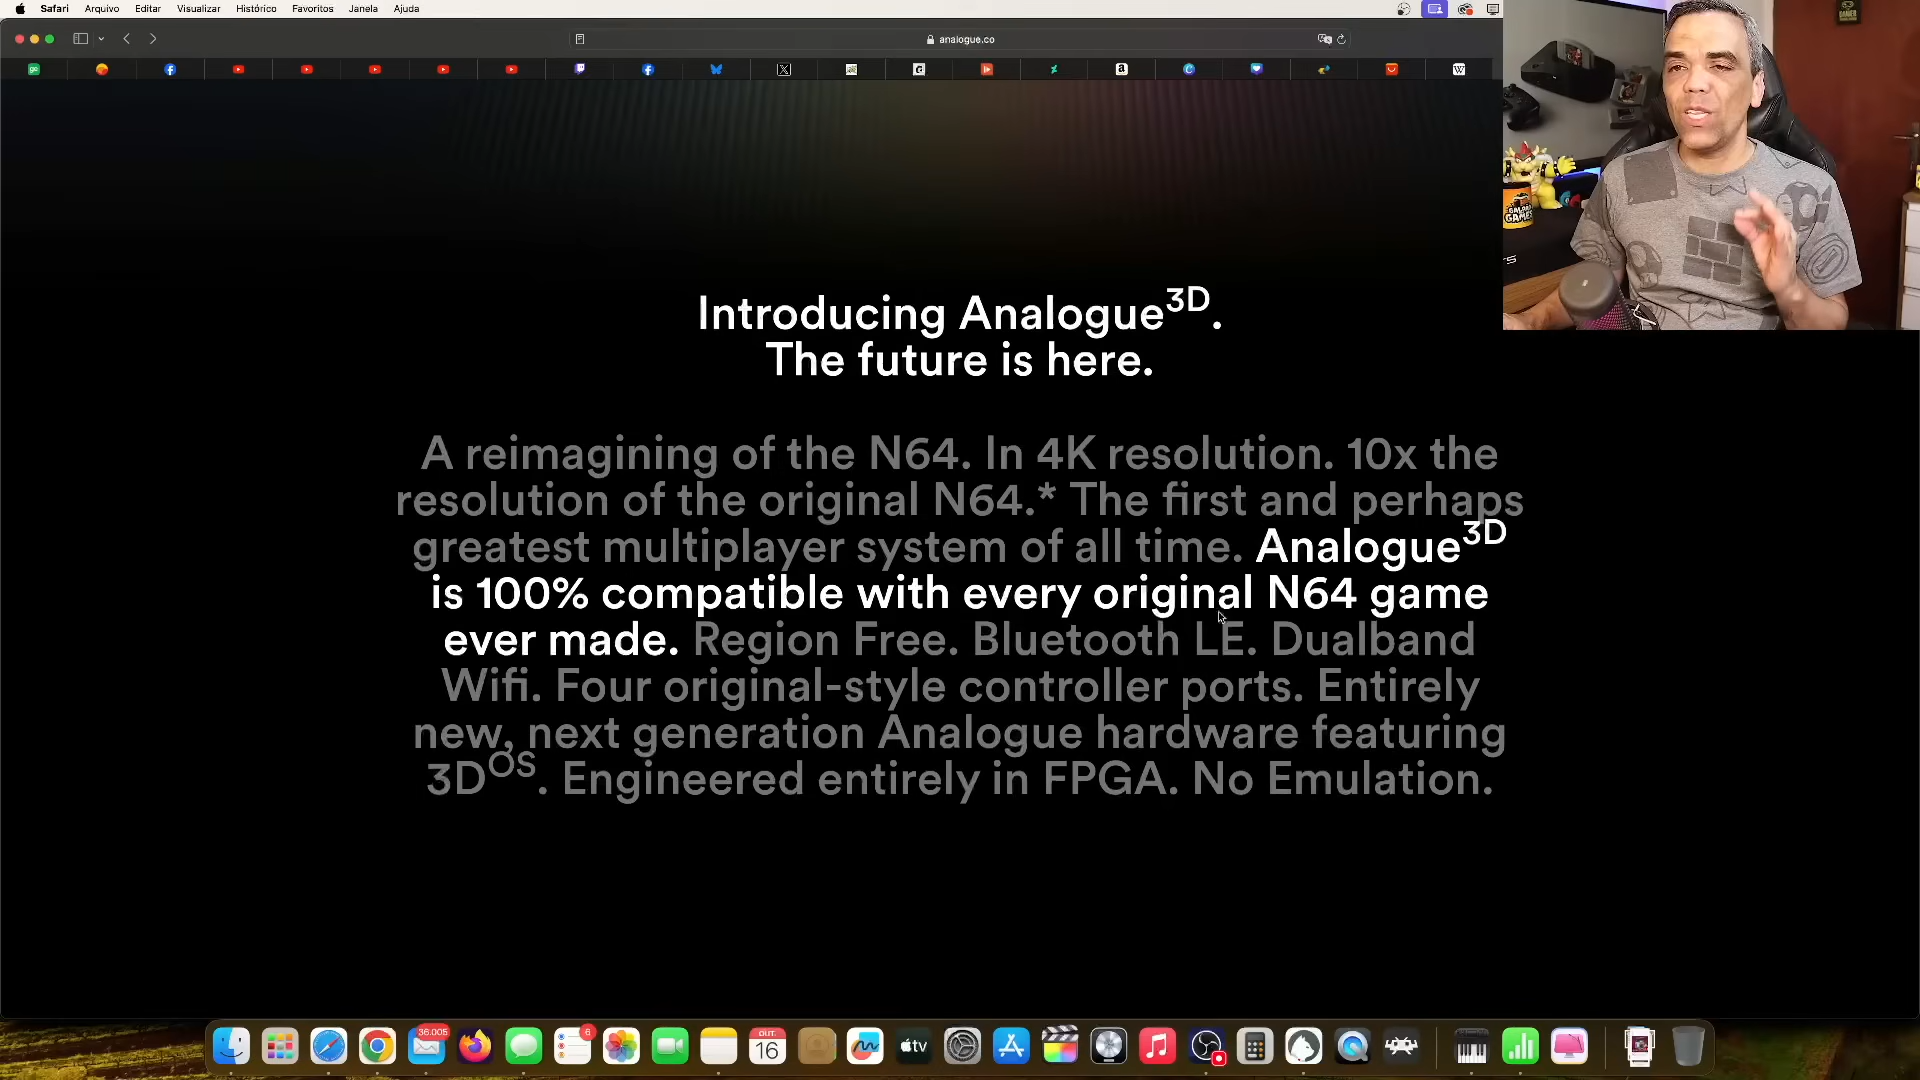 Safari Arquivo Editar Visualizar Histórico Favoritos Janela Ajuda
analogue.co
Introducing Analogue3D.
The future is here.
A reimagining of the N64. In 4K resolution. 10x the
resolution of the original N64.* The first and perhaps
greatest multiplayer system of all time. Analogue3D
is 100% compatible with every original N64 game
ever made. Region Free. Bluetooth LE. Dualband
Wifi. Four original-style controller ports. Entirely
new, next generation Analogue hardware featuring
3DOS. Engineered entirely in FPGA. No Emulation.
GAMES
36.005
6
OUT.
16
tv